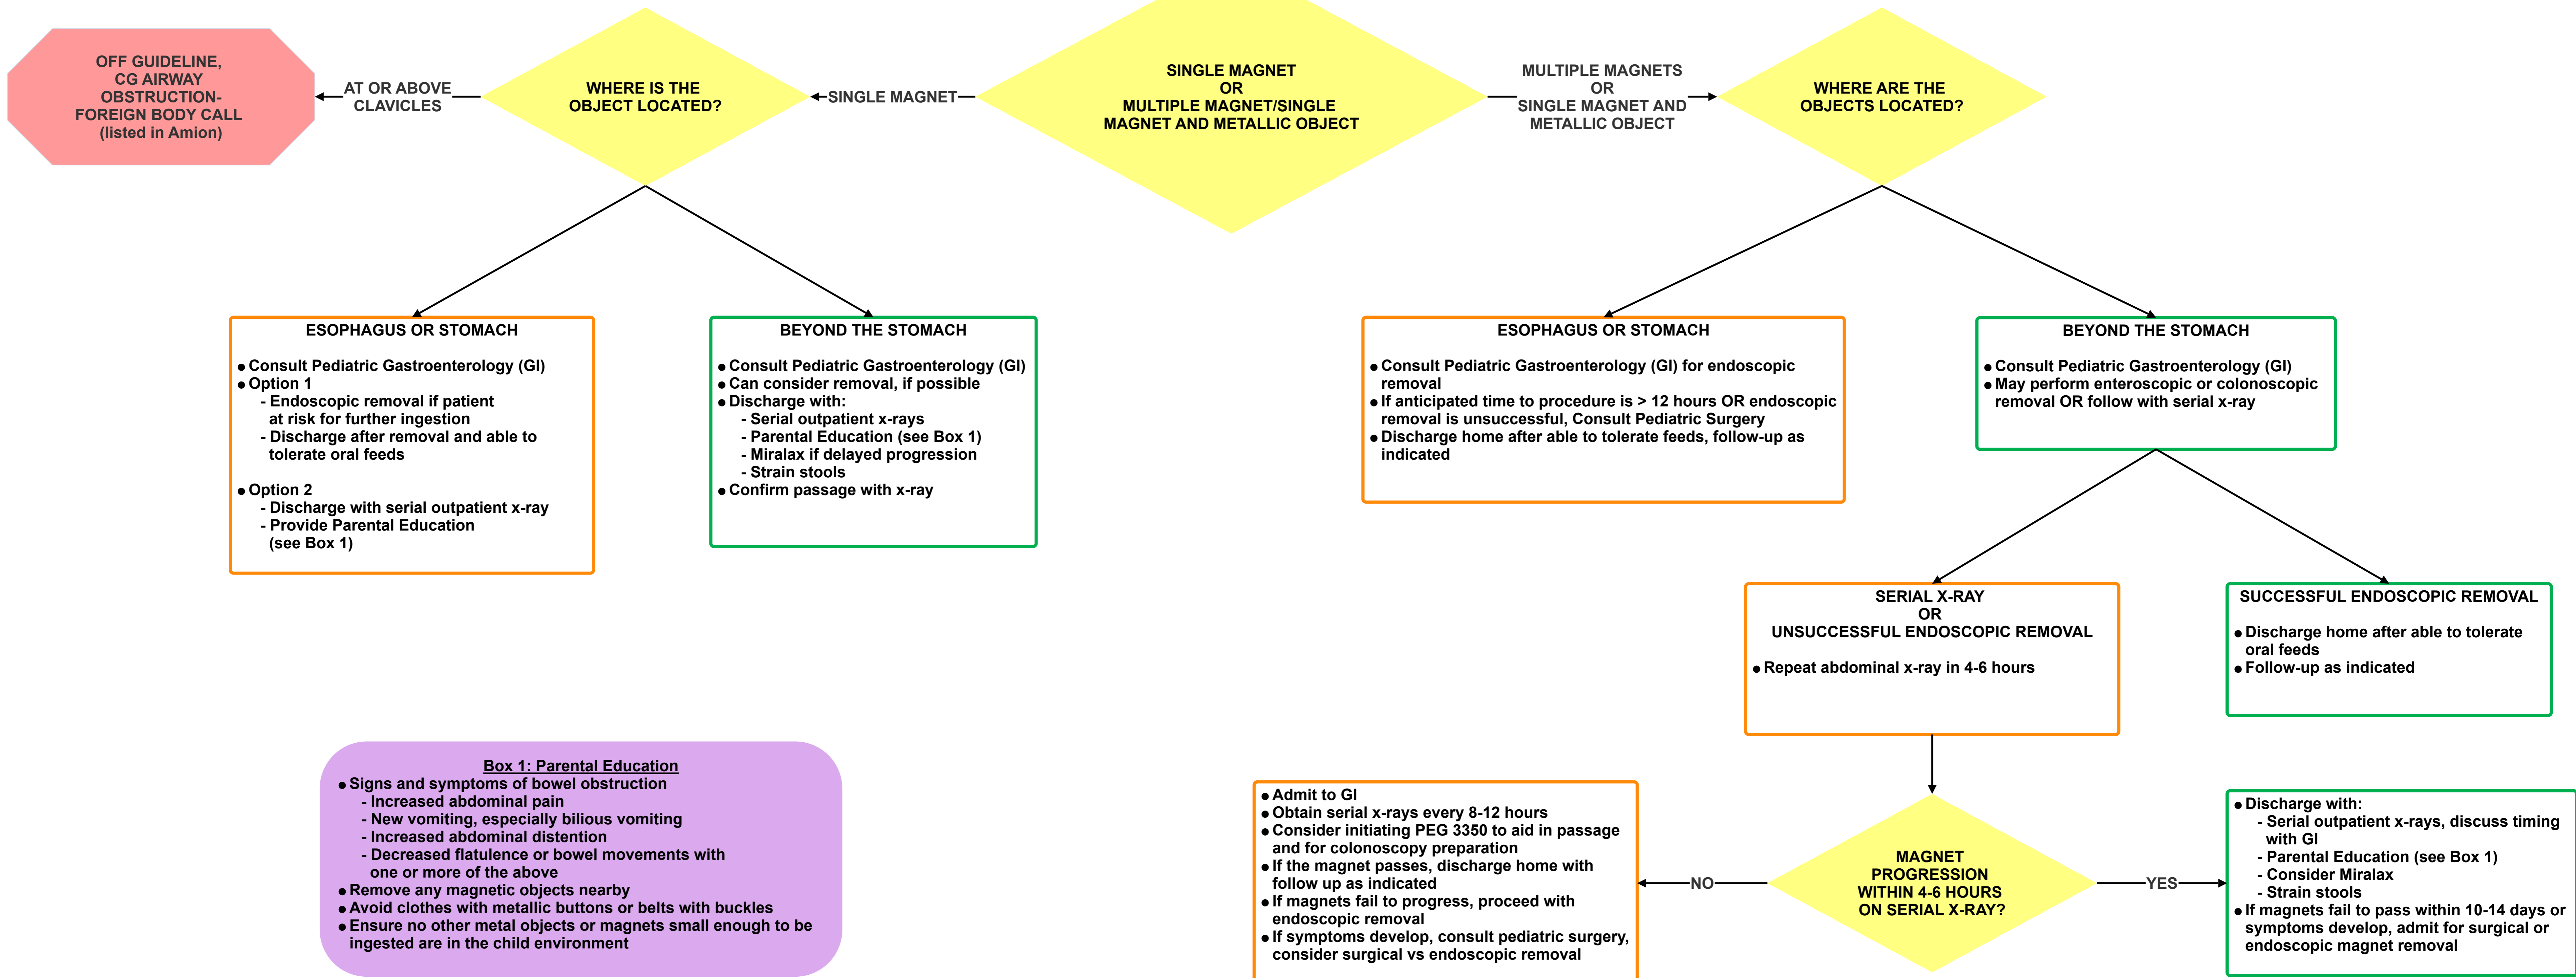 OFF GUIDELINE,
CG AIRWAY
OBSTRUCTION-
FOREIGN BODY CALL
(listed in Amion)
AT OR ABOVE
CLAVICLES
WHERE IS THE
OBJECT LOCATED?
SINGLE MAGNET
SINGLE MAGNET
OR
MULTIPLE MAGNET/SINGLE
MAGNET AND METALLIC OBJECT
MULTIPLE MAGNETS
OR
SINGLE MAGNET AND
METALLIC OBJECT
WHERE ARE THE
OBJECTS LOCATED?
ESOPHAGUS OR STOMACH
● Consult Pediatric Gastroenterology (GI)
● Option 1
- Endoscopic removal if patient
at risk for further ingestion
- Discharge after removal and able to
tolerate oral feeds
● Option 2
- Discharge with serial outpatient x-ray
- Provide Parental Education
(see Box 1)
BEYOND THE STOMACH
● Consult Pediatric Gastroenterology (GI)
● Can consider removal, if possible
● Discharge with:
- Serial outpatient x-rays
- Parental Education (see Box 1)
- Miralax if delayed progression
- Strain stools
● Confirm passage with x-ray
ESOPHAGUS OR STOMACH
● Consult Pediatric Gastroenterology (GI) for endoscopic
removal
● If anticipated time to procedure is > 12 hours OR endoscopic
removal is unsuccessful, Consult Pediatric Surgery
● Discharge home after able to tolerate feeds, follow-up as
indicated
BEYOND THE STOMACH
● Consult Pediatric Gastroenterology (GI)
● May perform enteroscopic or colonoscopic
removal OR follow with serial x-ray
SERIAL X-RAY
OR
UNSUCCESSFUL ENDOSCOPIC REMOVAL
● Repeat abdominal x-ray in 4-6 hours
SUCCESSFUL ENDOSCOPIC REMOVAL
● Discharge home after able to tolerate
oral feeds
● Follow-up as indicated
Box 1: Parental Education
● Signs and symptoms of bowel obstruction
- Increased abdominal pain
- New vomiting, especially bilious vomiting
- Increased abdominal distention
- Decreased flatulence or bowel movements with
one or more of the above
● Remove any magnetic objects nearby
● Avoid clothes with metallic buttons or belts with buckles
● Ensure no other metal objects or magnets small enough to be
ingested are in the child environment
● Admit to GI
● Obtain serial x-rays every 8-12 hours
● Consider initiating PEG 3350 to aid in passage
and for colonoscopy preparation
● If the magnet passes, discharge home with
follow up as indicated
● If magnets fail to progress, proceed with
endoscopic removal
● If symptoms develop, consult pediatric surgery,
consider surgical vs endoscopic removal
NO
MAGNET
PROGRESSION
WITHIN 4-6 HOURS
ON SERIAL X-RAY?
YES
● Discharge with:
- Serial outpatient x-rays, discuss timing
with GI
- Parental Education (see Box 1)
- Consider Miralax
- Strain stools
● If magnets fail to pass within 10-14 days or
symptoms develop, admit for surgical or
endoscopic magnet removal